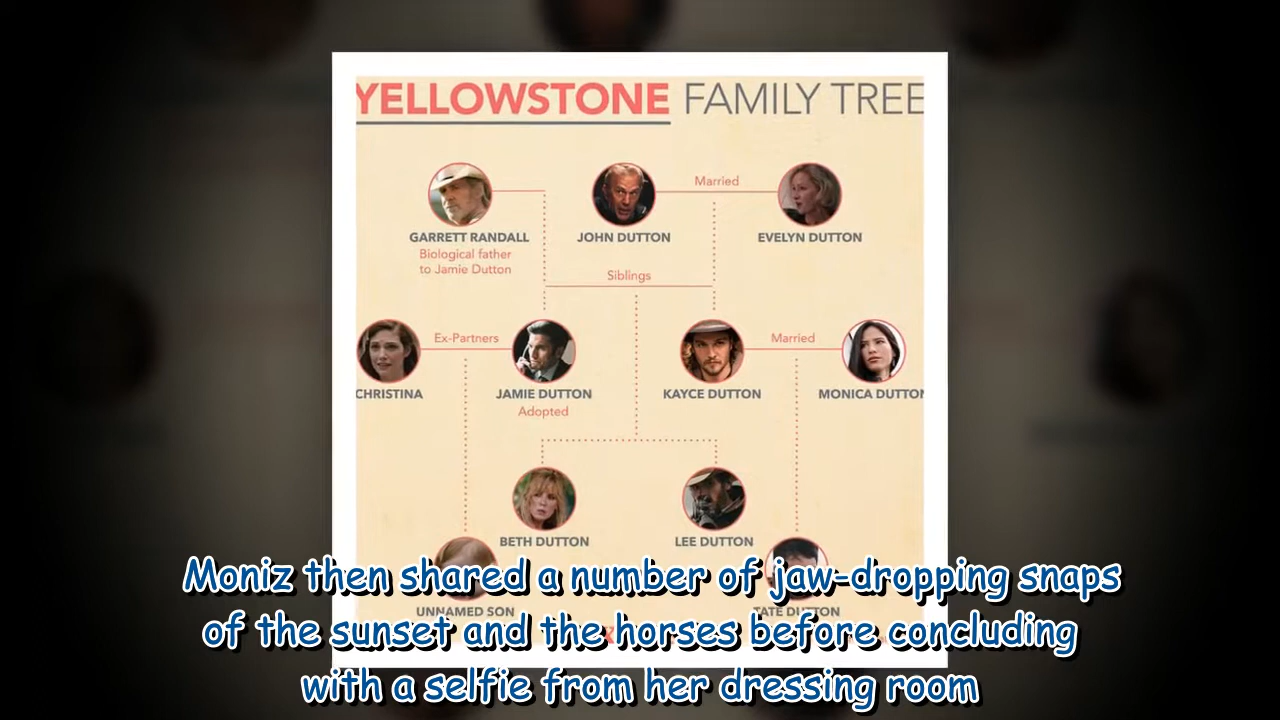 YELLOWSTONE FAMILY TREE
Married
GARRETT RANDALL
JOHN DUTTON
EVELYN DUTTON
Biological father
to Jamie Dutton
Siblings
Ex-Partners
Married
CHRISTINA
JAMIE DUTTON
KAYCE DUTTON
MONICA DUTTON
Adopted
BETH DUTTON
LEE DUTTON
UNNAMED SON
TATE DUTTON
Moniz then shared a number of jaw-dropping snaps
of the sunset and the horses before concluding
with a selfie from her dressing room